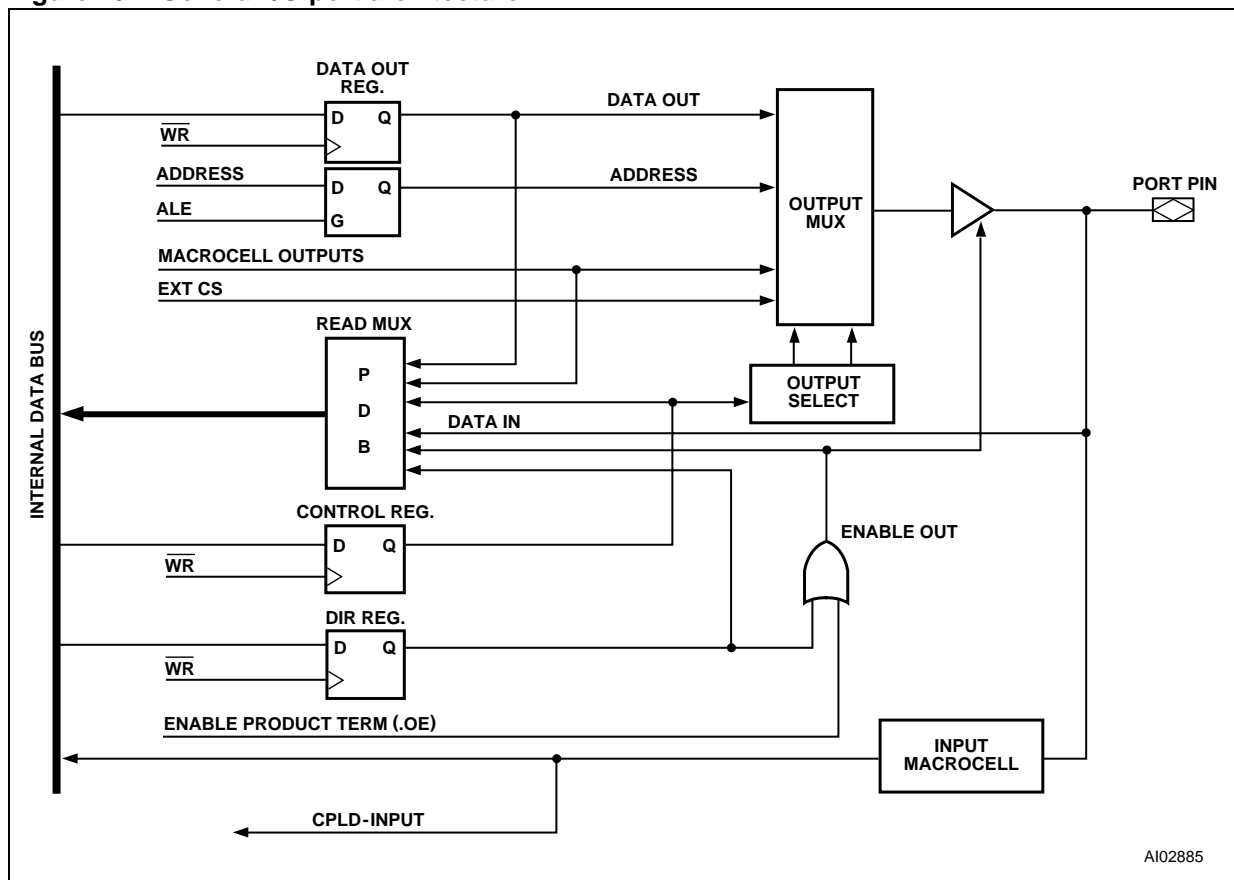 DATA OUT
REG.
D Q
DATA OUT
WR
ADDRESS
D Q
ADDRESS
ALE
G
OUTPUT
MUX
PORT PIN
MACROCELL OUTPUTS
EXT CS
READ MUX
P
D
B
OUTPUT
SELECT
DATA IN
INTERNAL DATA BUS
CONTROL REG.
D Q
WR
ENABLE OUT
DIR REG.
D Q
WR
ENABLE PRODUCT TERM (.OE)
INPUT
MACROCELL
CPLD-INPUT
AI02885